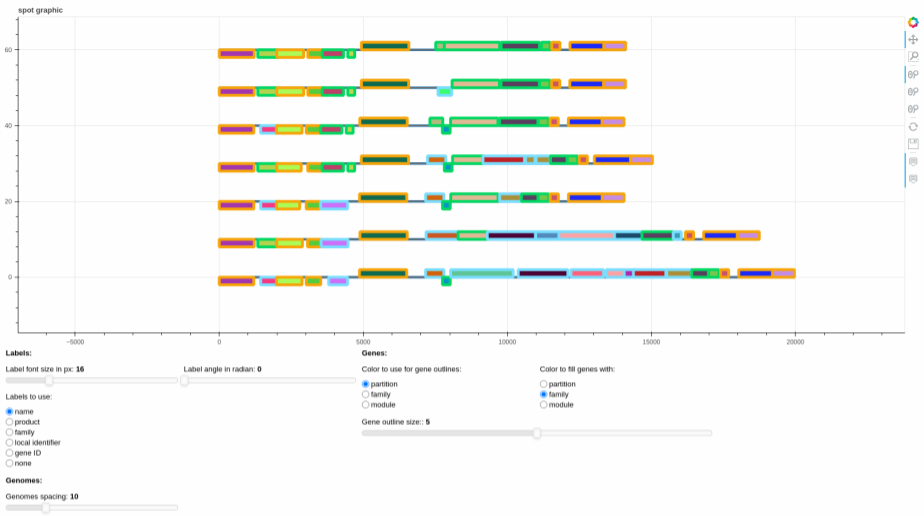 spot graphic
60
40
20
0
−5000
0
5000
10000
15000
20000
Labels:
Label font size in px: 16
Label angle in radian: 0
Labels to use:
name
product
family
local identifier
gene ID
none
Genomes:
Genomes spacing: 10
Genes:
Color to use for gene outlines:
partition
family
module
Color to fill genes with:
partition
family
module
Gene outline size:: 5